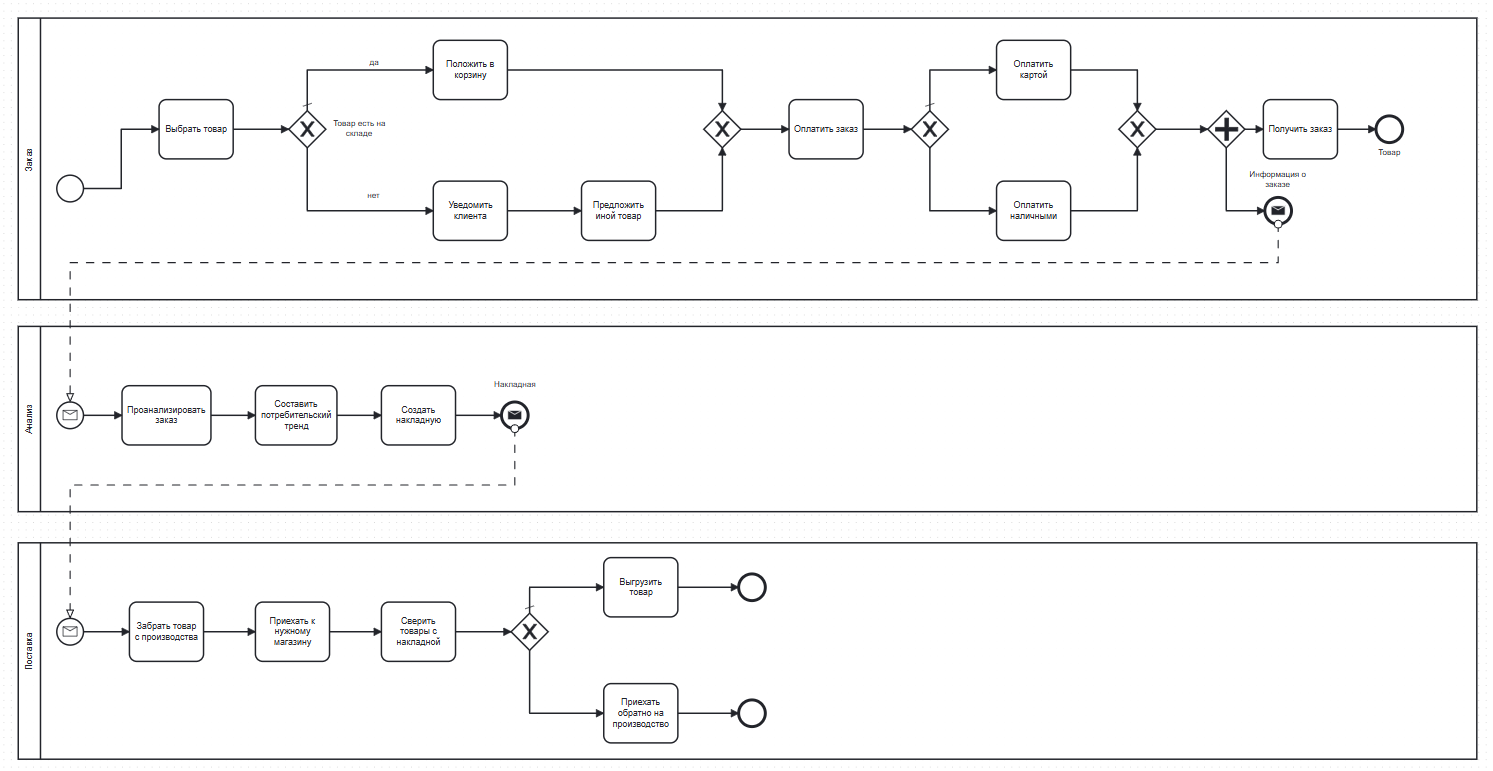 Заказ
Выбрать товар
да
Товар есть на
складе
нет
Положить в
корзину
Уведомить
клиента
Предложить
иной товар
Оплатить заказ
Оплатить
картой
Оплатить
наличными
Получить заказ
Товар
Информация о
заказе
Анализ
Проанализировать
заказ
Составить
потребительский
тренд
Создать
накладную
Накладная
Поставка
Забрать товар
с производства
Приехать к
нужному
магазину
Сверить
товары с
накладной
Выгрузить
товар
Приехать
обратно на
производство